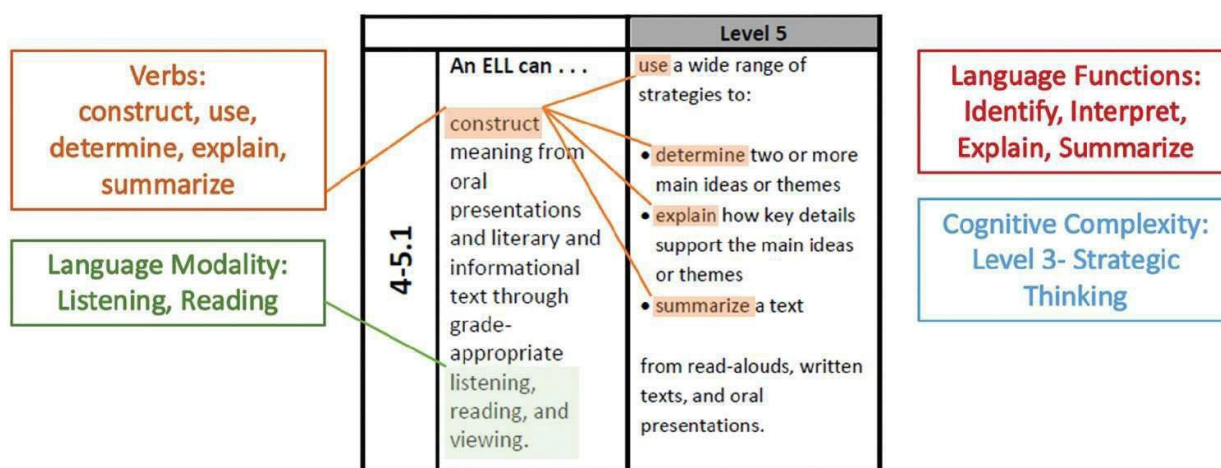 Verbs:
construct, use,
determine, explain,
summarize
Language Modality:
Listening, Reading
4-5.1
An ELL can . . .
construct
meaning from
oral
presentations
and literary and
informational
text through
grade-
appropriate
listening,
reading, and
viewing.
Level 5
use a wide range of
strategies to:
• determine two or more
main ideas or themes
• explain how key details
support the main ideas
or themes
• summarize a text
from read-alouds, written
texts, and oral
presentations.
Language Functions:
Identify, Interpret,
Explain, Summarize
Cognitive Complexity:
Level 3- Strategic
Thinking